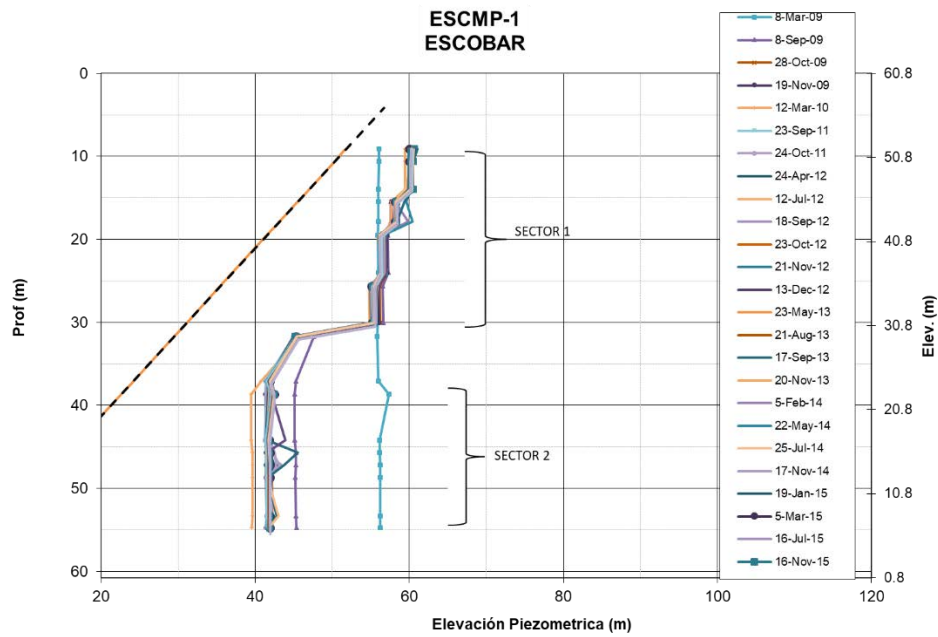 ESCMP-1
ESCOBAR
8-Mar-09
8-Sep-09
28-Oct-09
19-Nov-09
12-Mar-10
23-Sep-11
24-Oct-11
24-Apr-12
12-Jul-12
18-Sep-12
23-Oct-12
21-Nov-12
13-Dec-12
23-May-13
21-Aug-13
17-Sep-13
20-Nov-13
5-Feb-14
22-May-14
25-Jul-14
17-Nov-14
19-Jan-15
5-Mar-15
16-Jul-15
16-Nov-15
Prof (m)
0
10
20
30
40
50
60
SECTOR 1
SECTOR 2
60.8
50.8
40.8
30.8
20.8
10.8
0.8
Elev. (m)
20
40
60
80
100
120
Elevación Piezometrica (m)